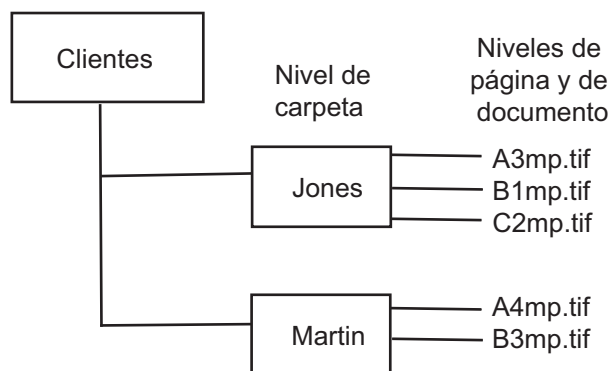 Clientes
Nivel de
carpeta
Niveles de
página y de
documento
Jones
A3mp.tif
B1mp.tif
C2mp.tif
Martin
A4mp.tif
B3mp.tif